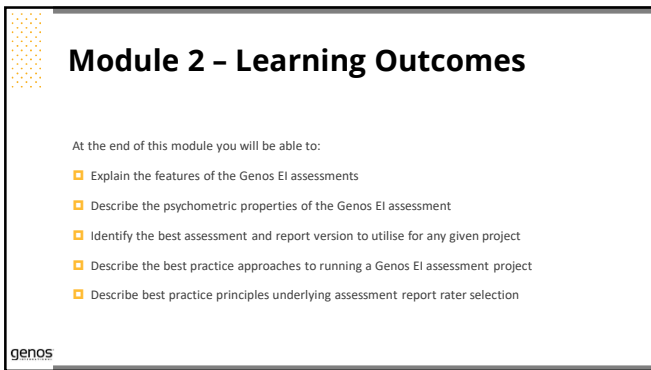 Module 2 – Learning Outcomes
At the end of this module you will be able to:
Explain the features of the Genos EI assessments
Describe the psychometric properties of the Genos EI assessment
Identify the best assessment and report version to utilise for any given project
Describe the best practice approaches to running a Genos EI assessment project
Describe best practice principles underlying assessment report rater selection
genos